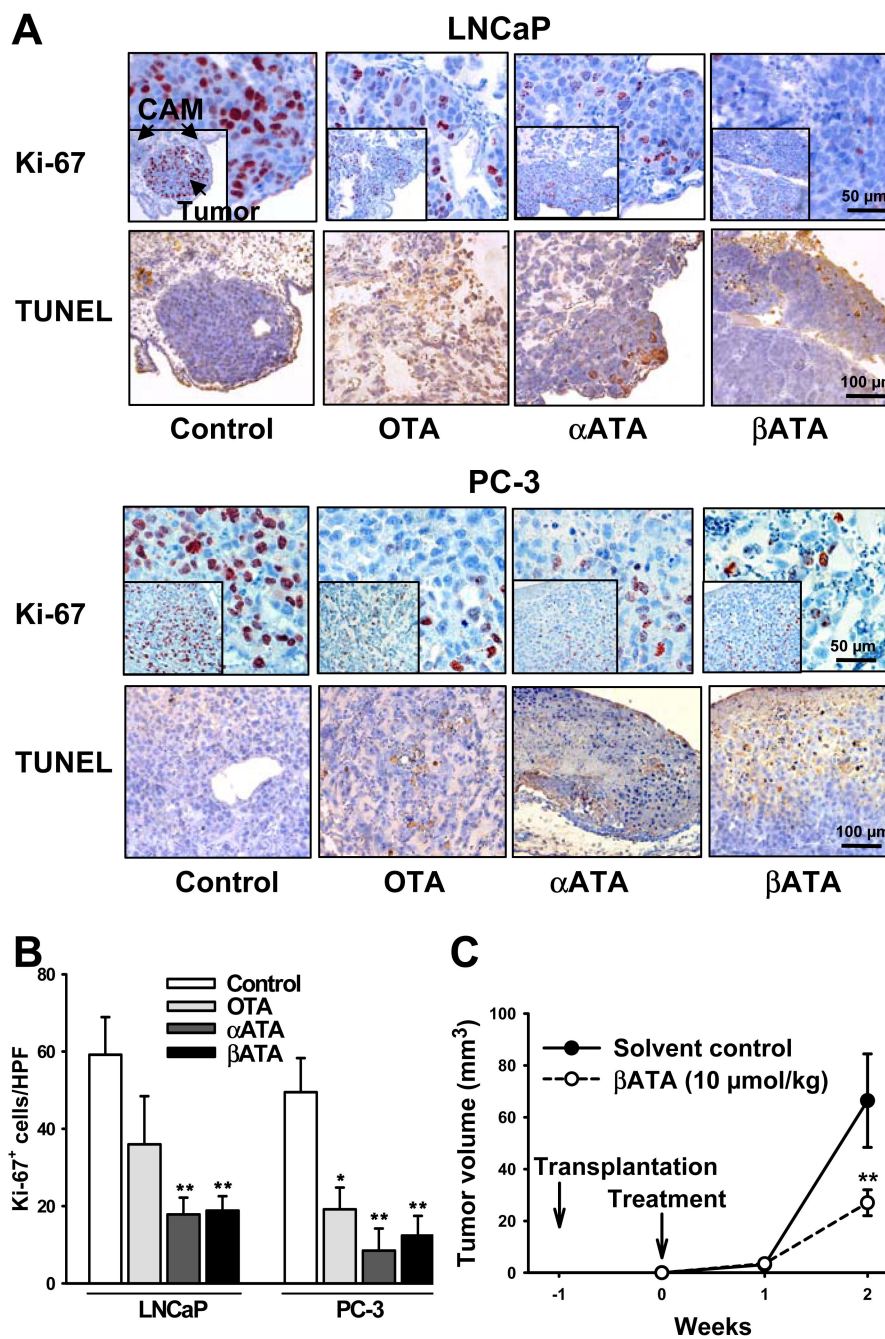 A
LNCaP
CAM
Ki-67
Tumor
50 µm
TUNEL
100 µm
Control OTA αATA βATA
PC-3
Ki-67
50 µm
TUNEL
100 µm
Control OTA αATA βATA
B
80
60
40
20
0
Ki-67+ cells/HPF
Control
OTA
αATA
βATA
** ** * ** **
LNCaP PC-3
C
100
80
60
40
20
0
Tumor volume (mm3)
Solvent control
βATA (10 µmol/kg)
Transplantation
Treatment
**
-1 0 1 2
Weeks